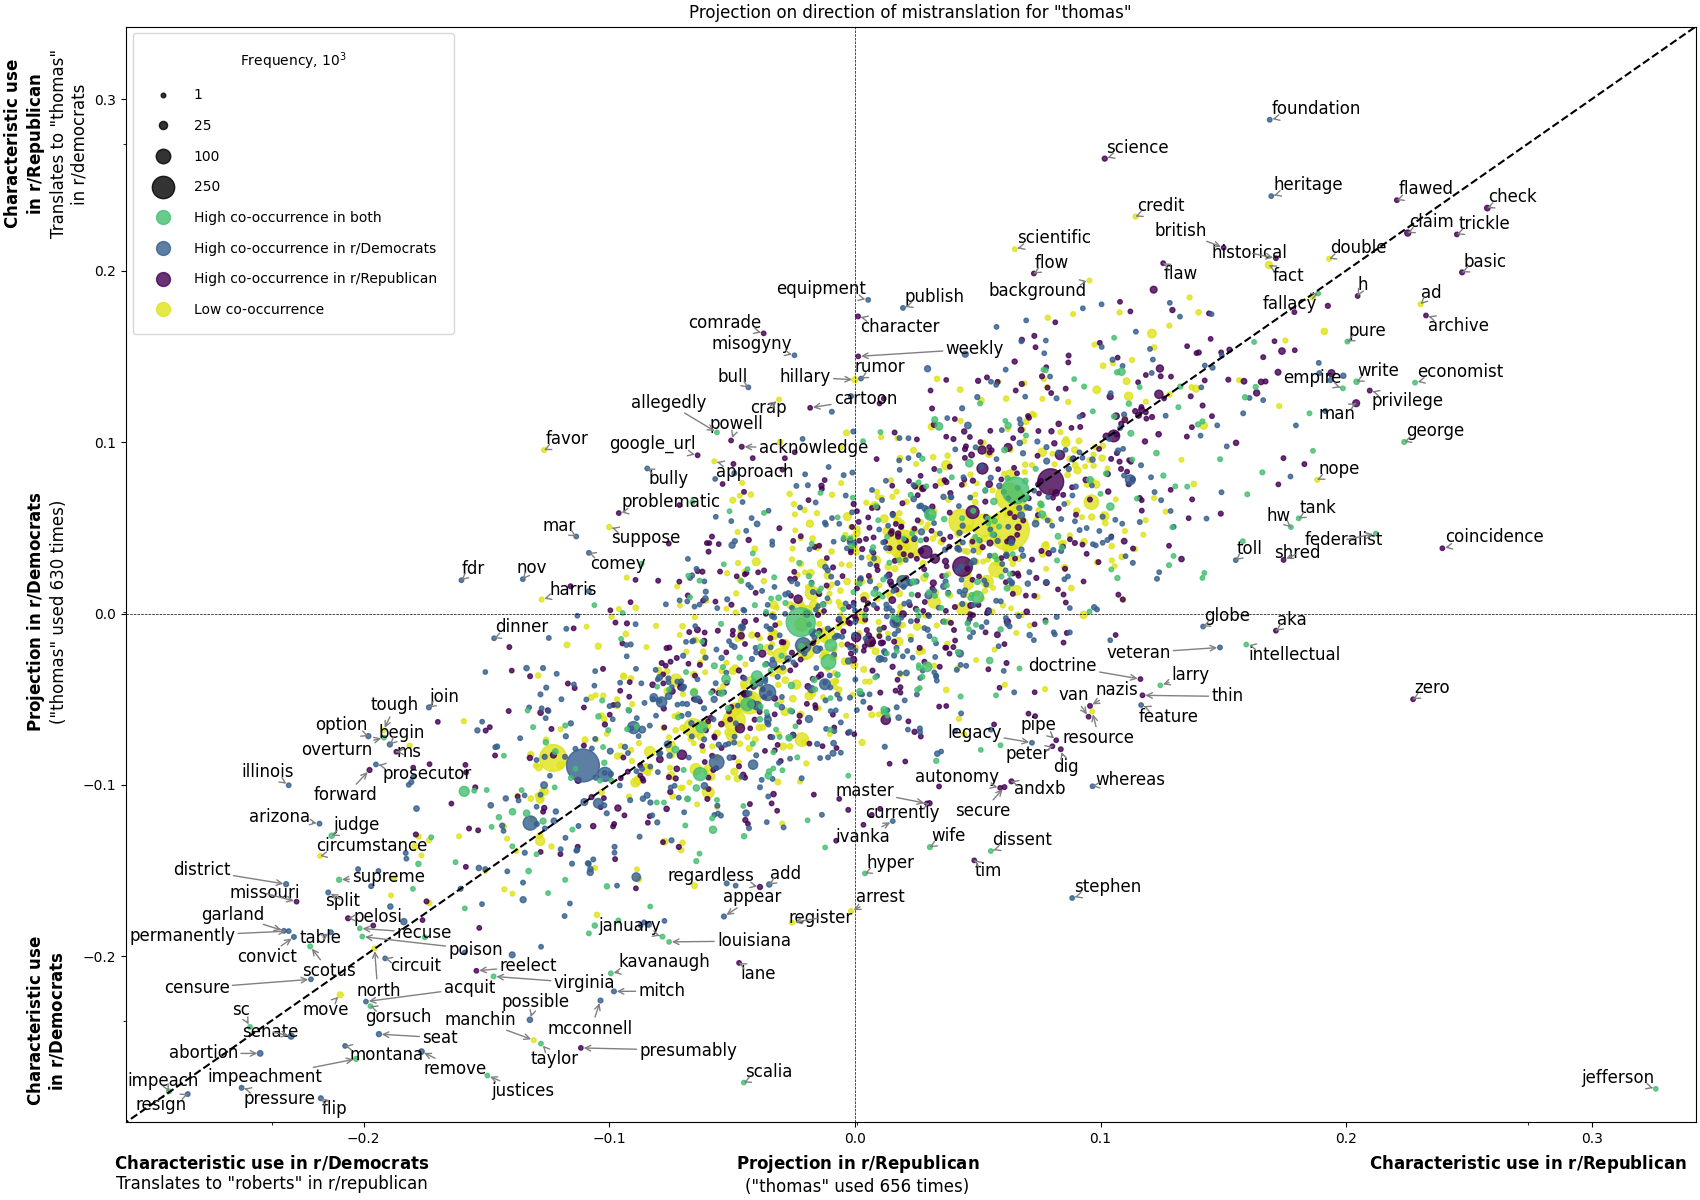 Projection on direction of mistranslation for "thomas"
Characteristic use
in r/Republican
Translates to "thomas"
in r/democrats
Projection in r/Democrats
("thomas" used 630 times)
Characteristic use
in r/Democrats
Frequency, 10³
1
25
100
250
High co-occurrence in both
High co-occurrence in r/Democrats
High co-occurrence in r/Republican
Low co-occurrence
0.3
0.2
0.1
0.0
−0.1
−0.2
foundation
science
heritage
flawed
check
credit
claim
trickle
british
scientific
historical
double
flow
flaw
fact
basic
background
h
equipment
publish
fallacy
ad
comrade
character
archive
misogyny
weekly
pure
bull
hillary
rumor
empire
write
economist
allegedly
crap
cartoon
man
privilege
powell
favor
google_url
acknowledge
george
bully
approach
nope
problematic
tank
mar
suppose
hw
federalist
coincidence
comey
toll
shred
fdr
nov
harris
globe
aka
dinner
veteran
intellectual
doctrine
larry
zero
join
tough
van
nazis
thin
option
begin
feature
overturn
ms
legacy
pipe
resource
illinois
prosecutor
peter
dig
forward
autonomy
andxb
whereas
master
secure
arizona
judge
currently
circumstance
ivanka
wife
dissent
district
supreme
hyper
tim
missouri
split
regardless
add
stephen
garland
pelosi
appear
arrest
permanently
table
recuse
january
register
convict
poison
louisiana
scotus
circuit
reelect
kavanaugh
lane
censure
north
acquit
virginia
mitch
sc
move
gorsuch
possible
senate
seat
manchin
mcconnell
abortion
montana
taylor
presumably
impeachment
remove
scalia
impeach
justices
jefferson
resign
pressure
flip
−0.2
−0.1
0.0
0.1
0.2
0.3
Characteristic use in r/Democrats
Translates to "roberts" in r/republican
Projection in r/Republican
("thomas" used 656 times)
Characteristic use in r/Republican